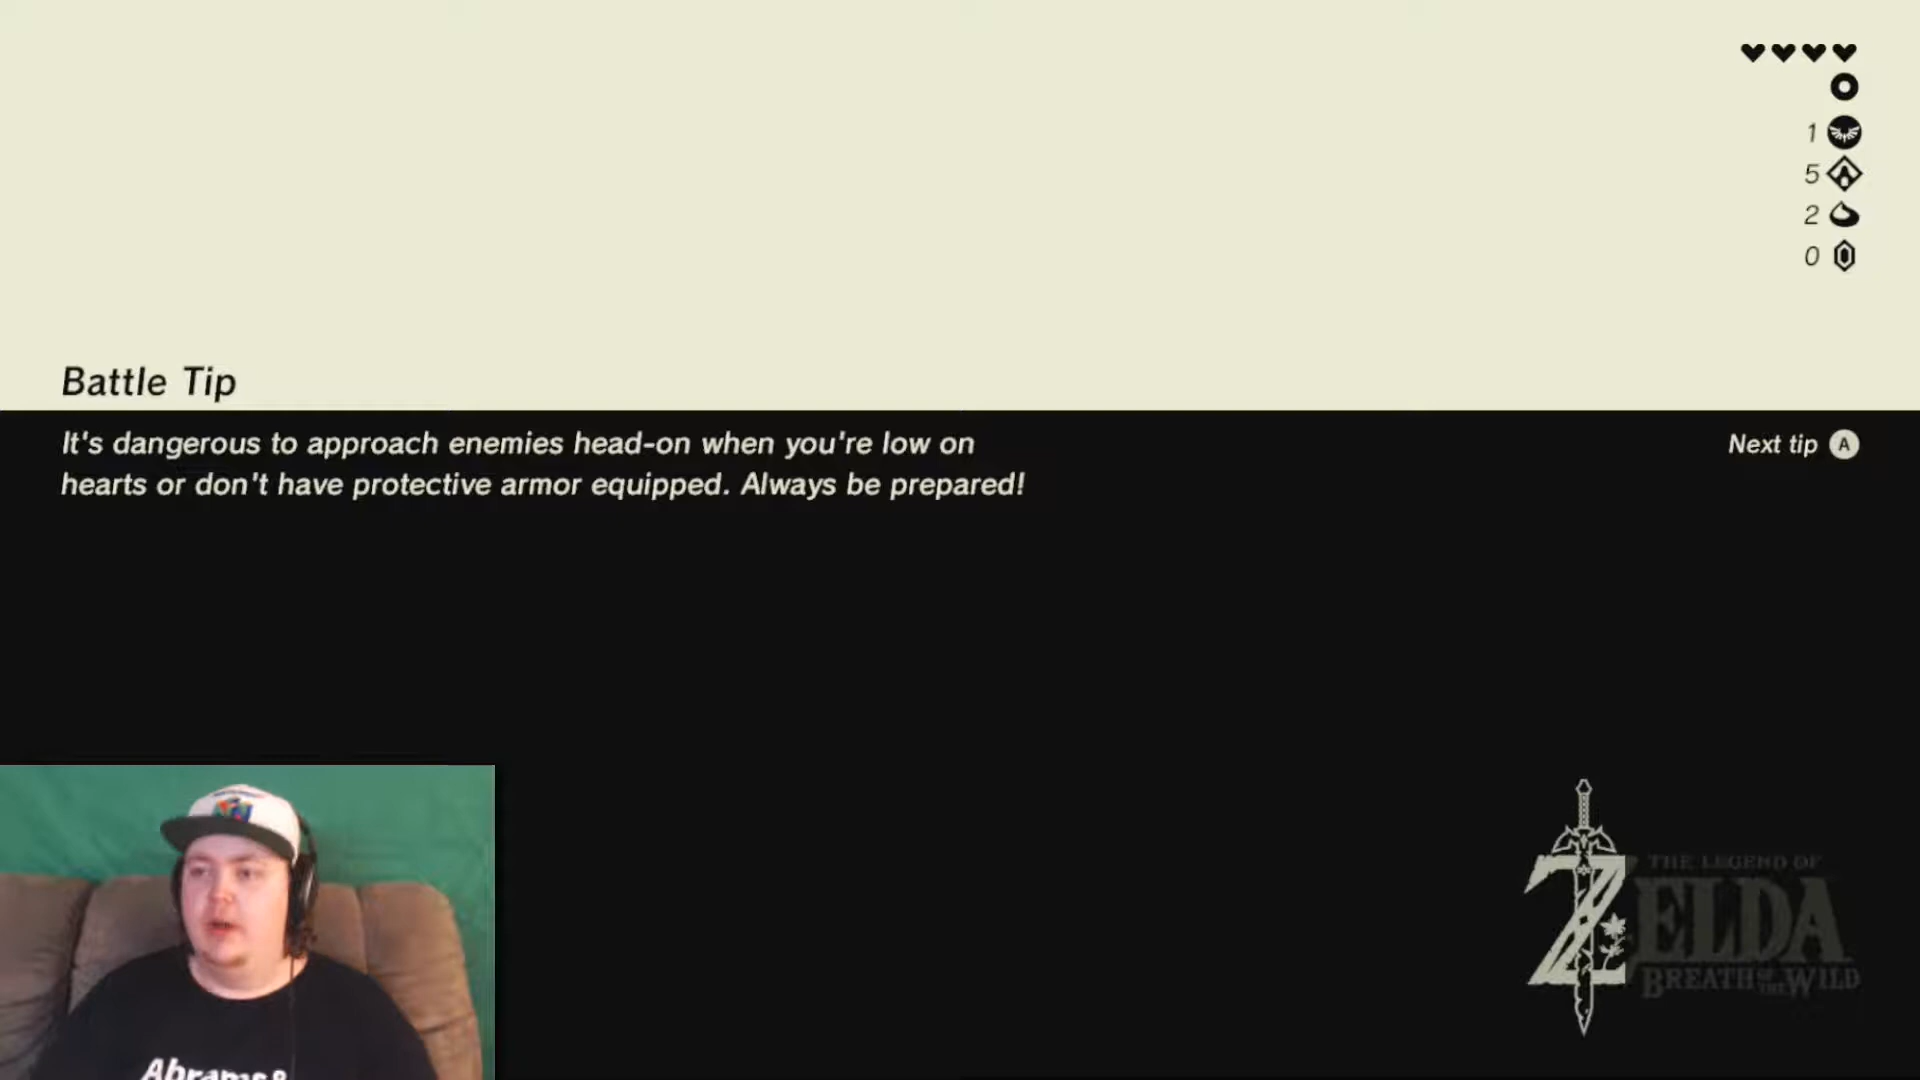 1
5
2
0
Battle Tip
It's dangerous to approach enemies head-on when you're low on
hearts or don't have protective armor equipped. Always be prepared!
Next tip A
THE LEGEND OF
ZELDA
BREATH OF THE WILD
Abrams&